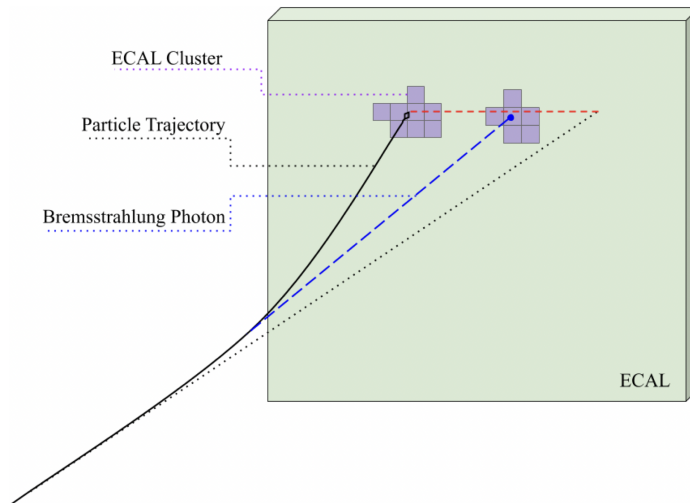 ECAL Cluster
Particle Trajectory
Bremsstrahlung Photon
ECAL